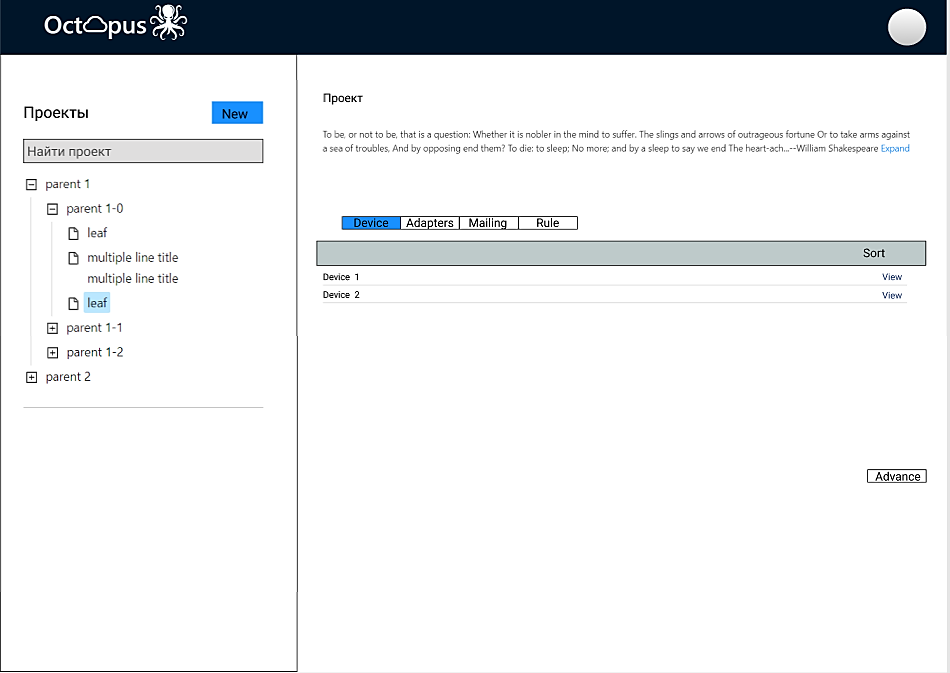 Octopus
Проекты
New
Найти проект
parent 1
parent 1-0
leaf
multiple line title
multiple line title
leaf
parent 1-1
parent 1-2
parent 2
Проект
To be, or not to be, that is a question: Whether it is nobler in the mind to suffer. The slings and arrows of outrageous fortune Or to take arms against
a sea of troubles, And by opposing end them? To die: to sleep; No more; and by a sleep to say we end The heart-ach...--William Shakespeare Expand
Device Adapters Mailing Rule
Sort
Device 1 View
Device 2 View
Advance